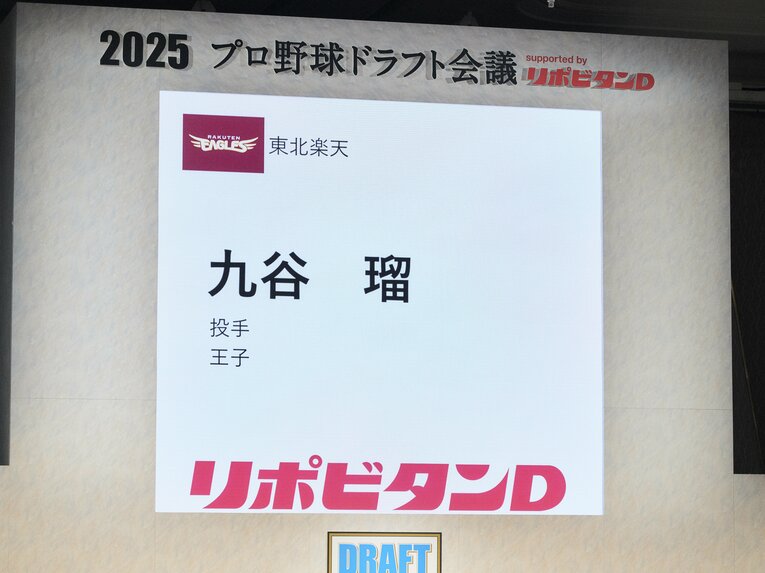 2025 プロ野球ドラフト会議 supported by リポビタンD
RAKUTEN
EAGLES
東北楽天
九谷 瑠
投手
王子
リポビタンD
DRAFT